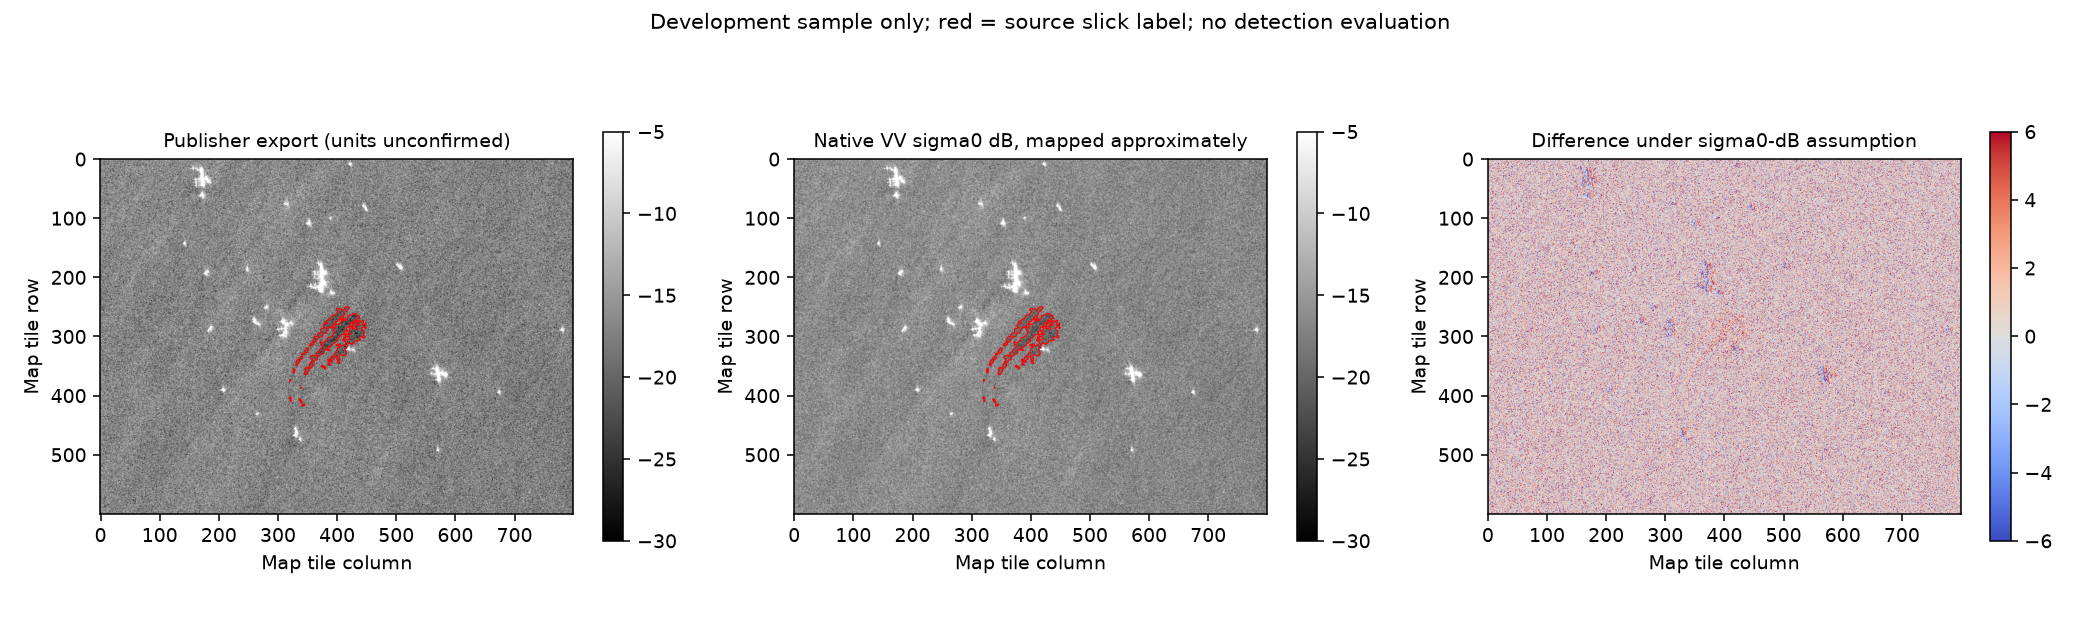 Development sample only; red = source slick label; no detection evaluation
Publisher export (units unconfirmed)
0
100
200
300
400
500
Map tile row
0 100 200 300 400 500 600 700
Map tile column
−5
−10
−15
−20
−25
−30
Native VV sigma0 dB, mapped approximately
0
100
200
300
400
500
Map tile row
0 100 200 300 400 500 600 700
Map tile column
−5
−10
−15
−20
−25
−30
Difference under sigma0-dB assumption
0
100
200
300
400
500
Map tile row
0 100 200 300 400 500 600 700
Map tile column
6
4
2
0
−2
−4
−6